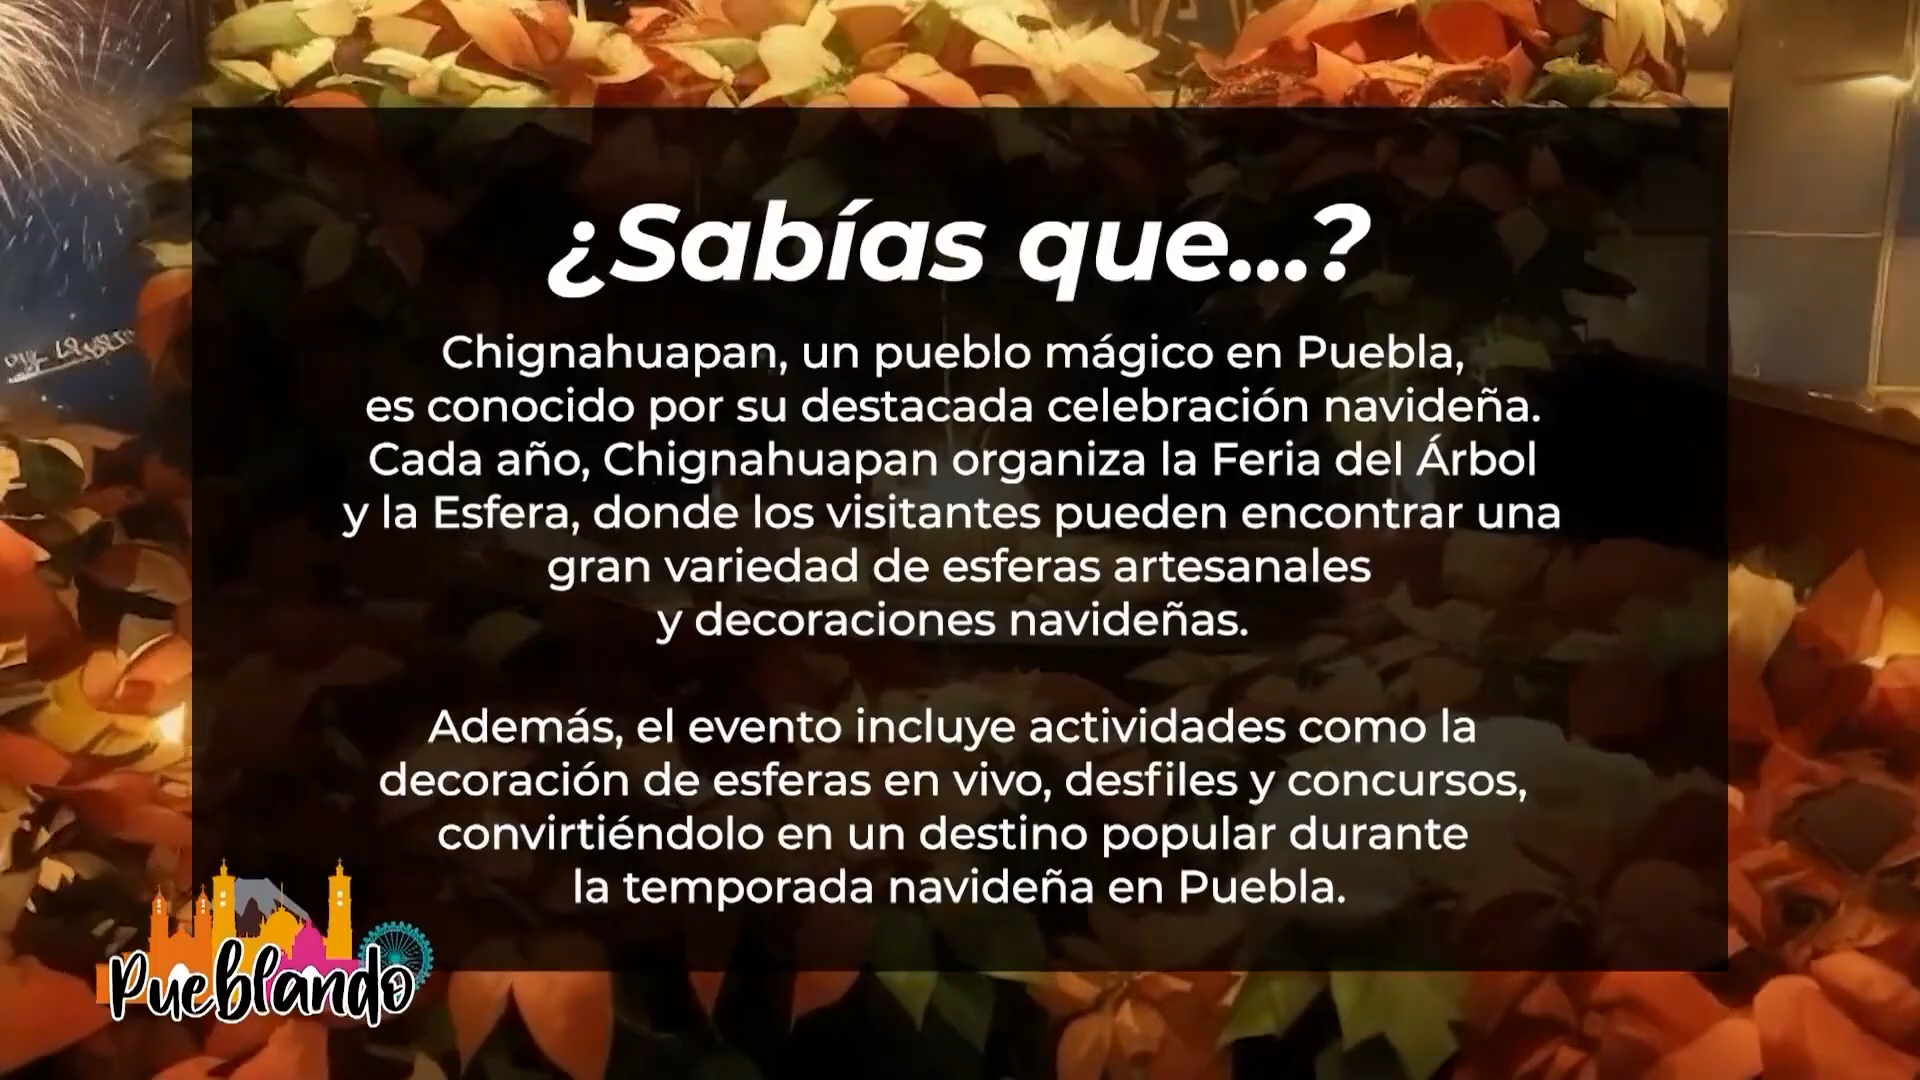 ¿Sabías que...?
Chignahuapan, un pueblo mágico en Puebla,
es conocido por su destacada celebración navideña.
Cada año, Chignahuapan organiza la Feria del Árbol
y la Esfera, donde los visitantes pueden encontrar una
gran variedad de esferas artesanales
y decoraciones navideñas.
Además, el evento incluye actividades como la
decoración de esferas en vivo, desfiles y concursos,
convirtiéndolo en un destino popular durante
la temporada navideña en Puebla.
Pueblando